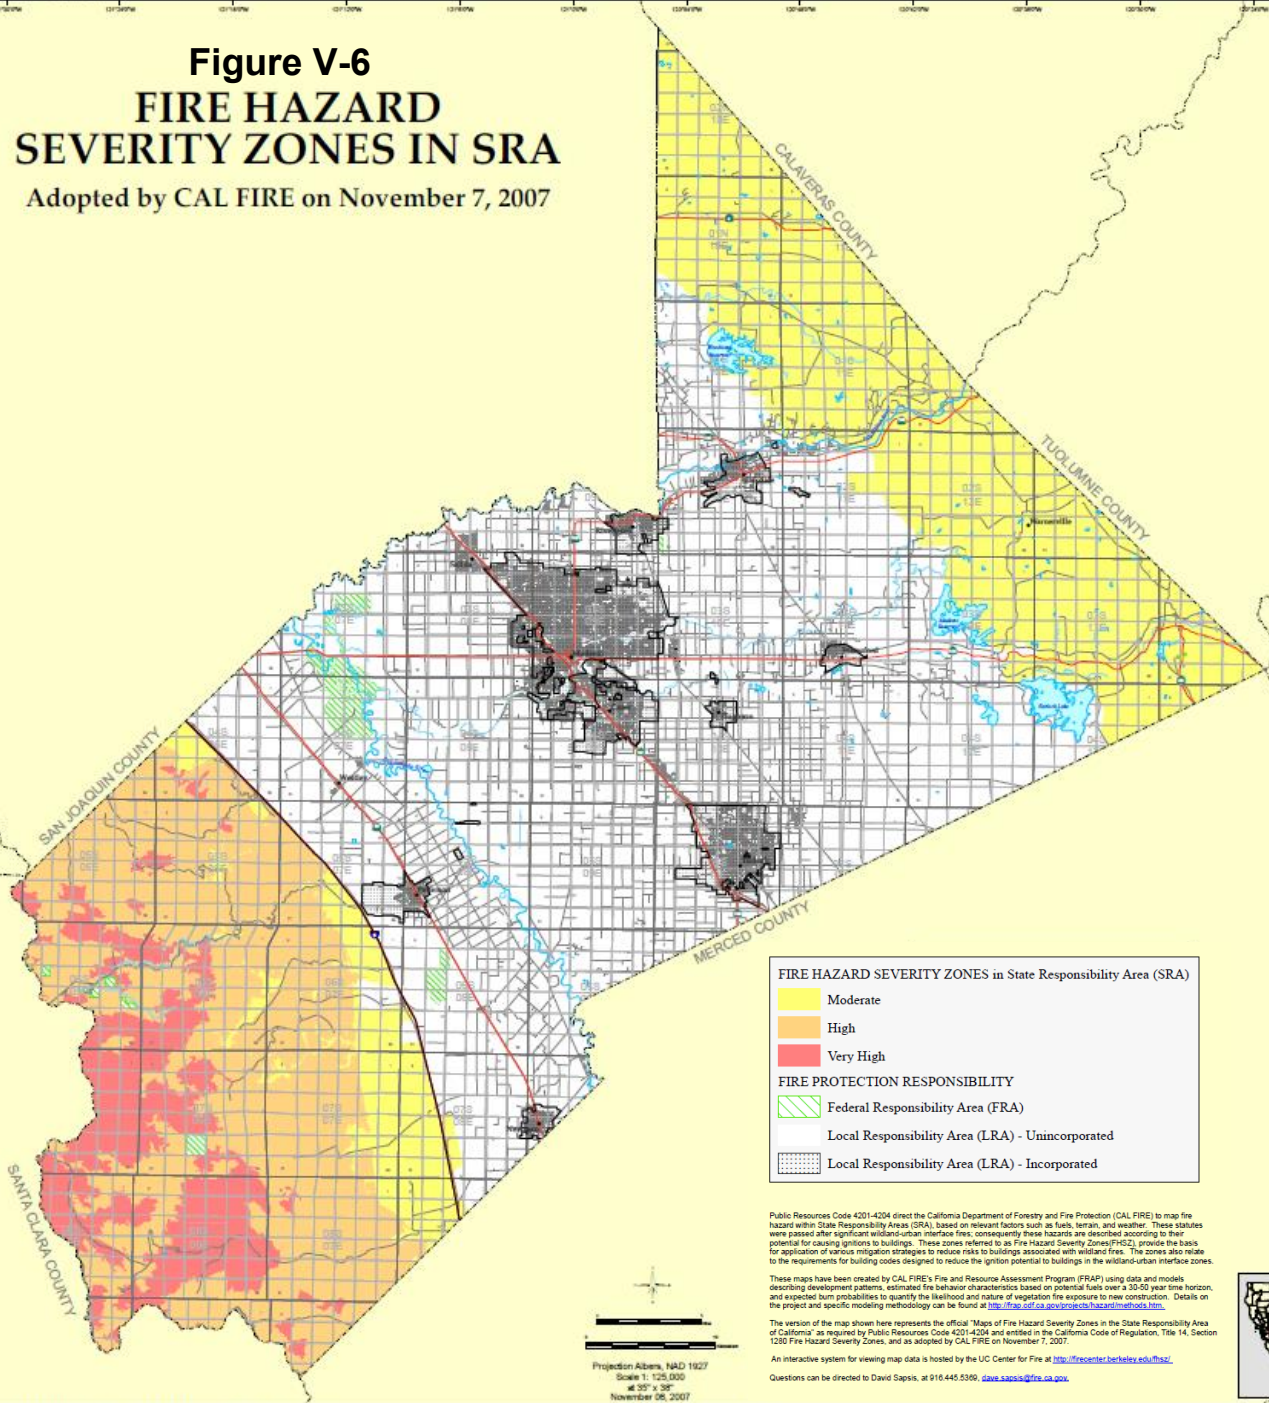 Figure V-6
FIRE HAZARD
SEVERITY ZONES IN SRA
Adopted by CAL FIRE on November 7, 2007
CALAVERAS COUNTY
TUOLUMNE COUNTY
Warnerville
SAN JOAQUIN COUNTY
MERCED COUNTY
SANTA CLARA COUNTY
FIRE HAZARD SEVERITY ZONES in State Responsibility Area (SRA)
Moderate
High
Very High
FIRE PROTECTION RESPONSIBILITY
Federal Responsibility Area (FRA)
Local Responsibility Area (LRA) - Unincorporated
Local Responsibility Area (LRA) - Incorporated
Public Resources Code 4201-4204 direct the California Department of Forestry and Fire Protection (CAL FIRE) to map fire
hazard within State Responsibility Areas (SRA), based on relevant factors such as fuels, terrain, and weather. These statutes
were passed after significant wildland-urban interface fires; consequently these hazards are described according to their
potential for causing ignitions to buildings. These zones referred to as Fire Hazard Severity Zones(FHSZ), provide the basis
for application of various mitigation strategies to reduce risks to buildings associated with wildland fires. The zones also relate
to the requirements for building codes designed to reduce the ignition potential to buildings in the wildland-urban interface zones.
These maps have been created by CAL FIRE's Fire and Resource Assessment Program (FRAP) using data and models
describing development patterns, estimated fire behavior characteristics based on potential fuels over a 30-50 year time horizon,
and expected burn probabilities to quantify the likelihood and nature of vegetation fire exposure to new construction. Details on
the project and specific modeling methodology can be found at http://frap.cdf.ca.gov/projects/hazard/methods.htm.
The version of the map shown here represents the official "Maps of Fire Hazard Severity Zones in the State Responsibility Area
of California" as required by Public Resources Code 4201-4204 and entitled in the California Code of Regulation, Title 14, Section
1280 Fire Hazard Severity Zones, and as adopted by CAL FIRE on November 7, 2007.
An interactive system for viewing map data is hosted by the UC Center for Fire at http://firecenter.berkeley.edu/fhsz/
Questions can be directed to David Sapsis, at 916.445.5369, dave.sapsis@fire.ca.gov.
Projection Albers, NAD 1927
Scale 1: 125,000
at 35" x 38"
November 06, 2007